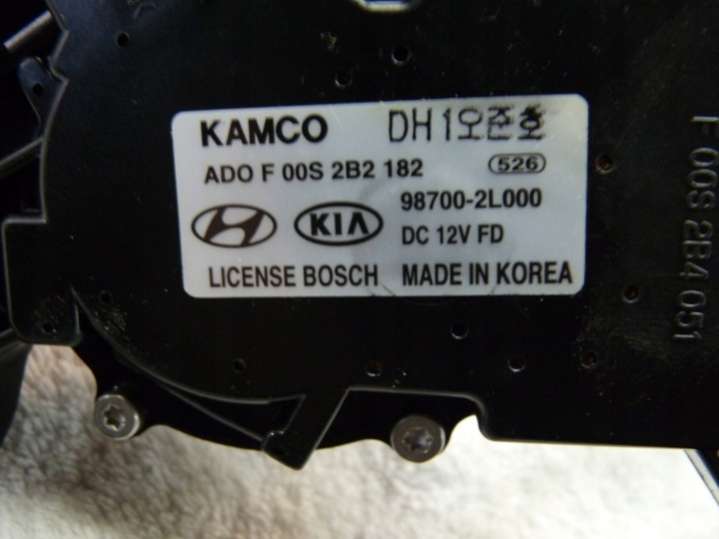 KAMCO DH1오준호
ADO F 00S 2B2 182 526
98700-2L000
KIA DC 12V FD
LICENSE BOSCH MADE IN KOREA
F 00S 2B4 051